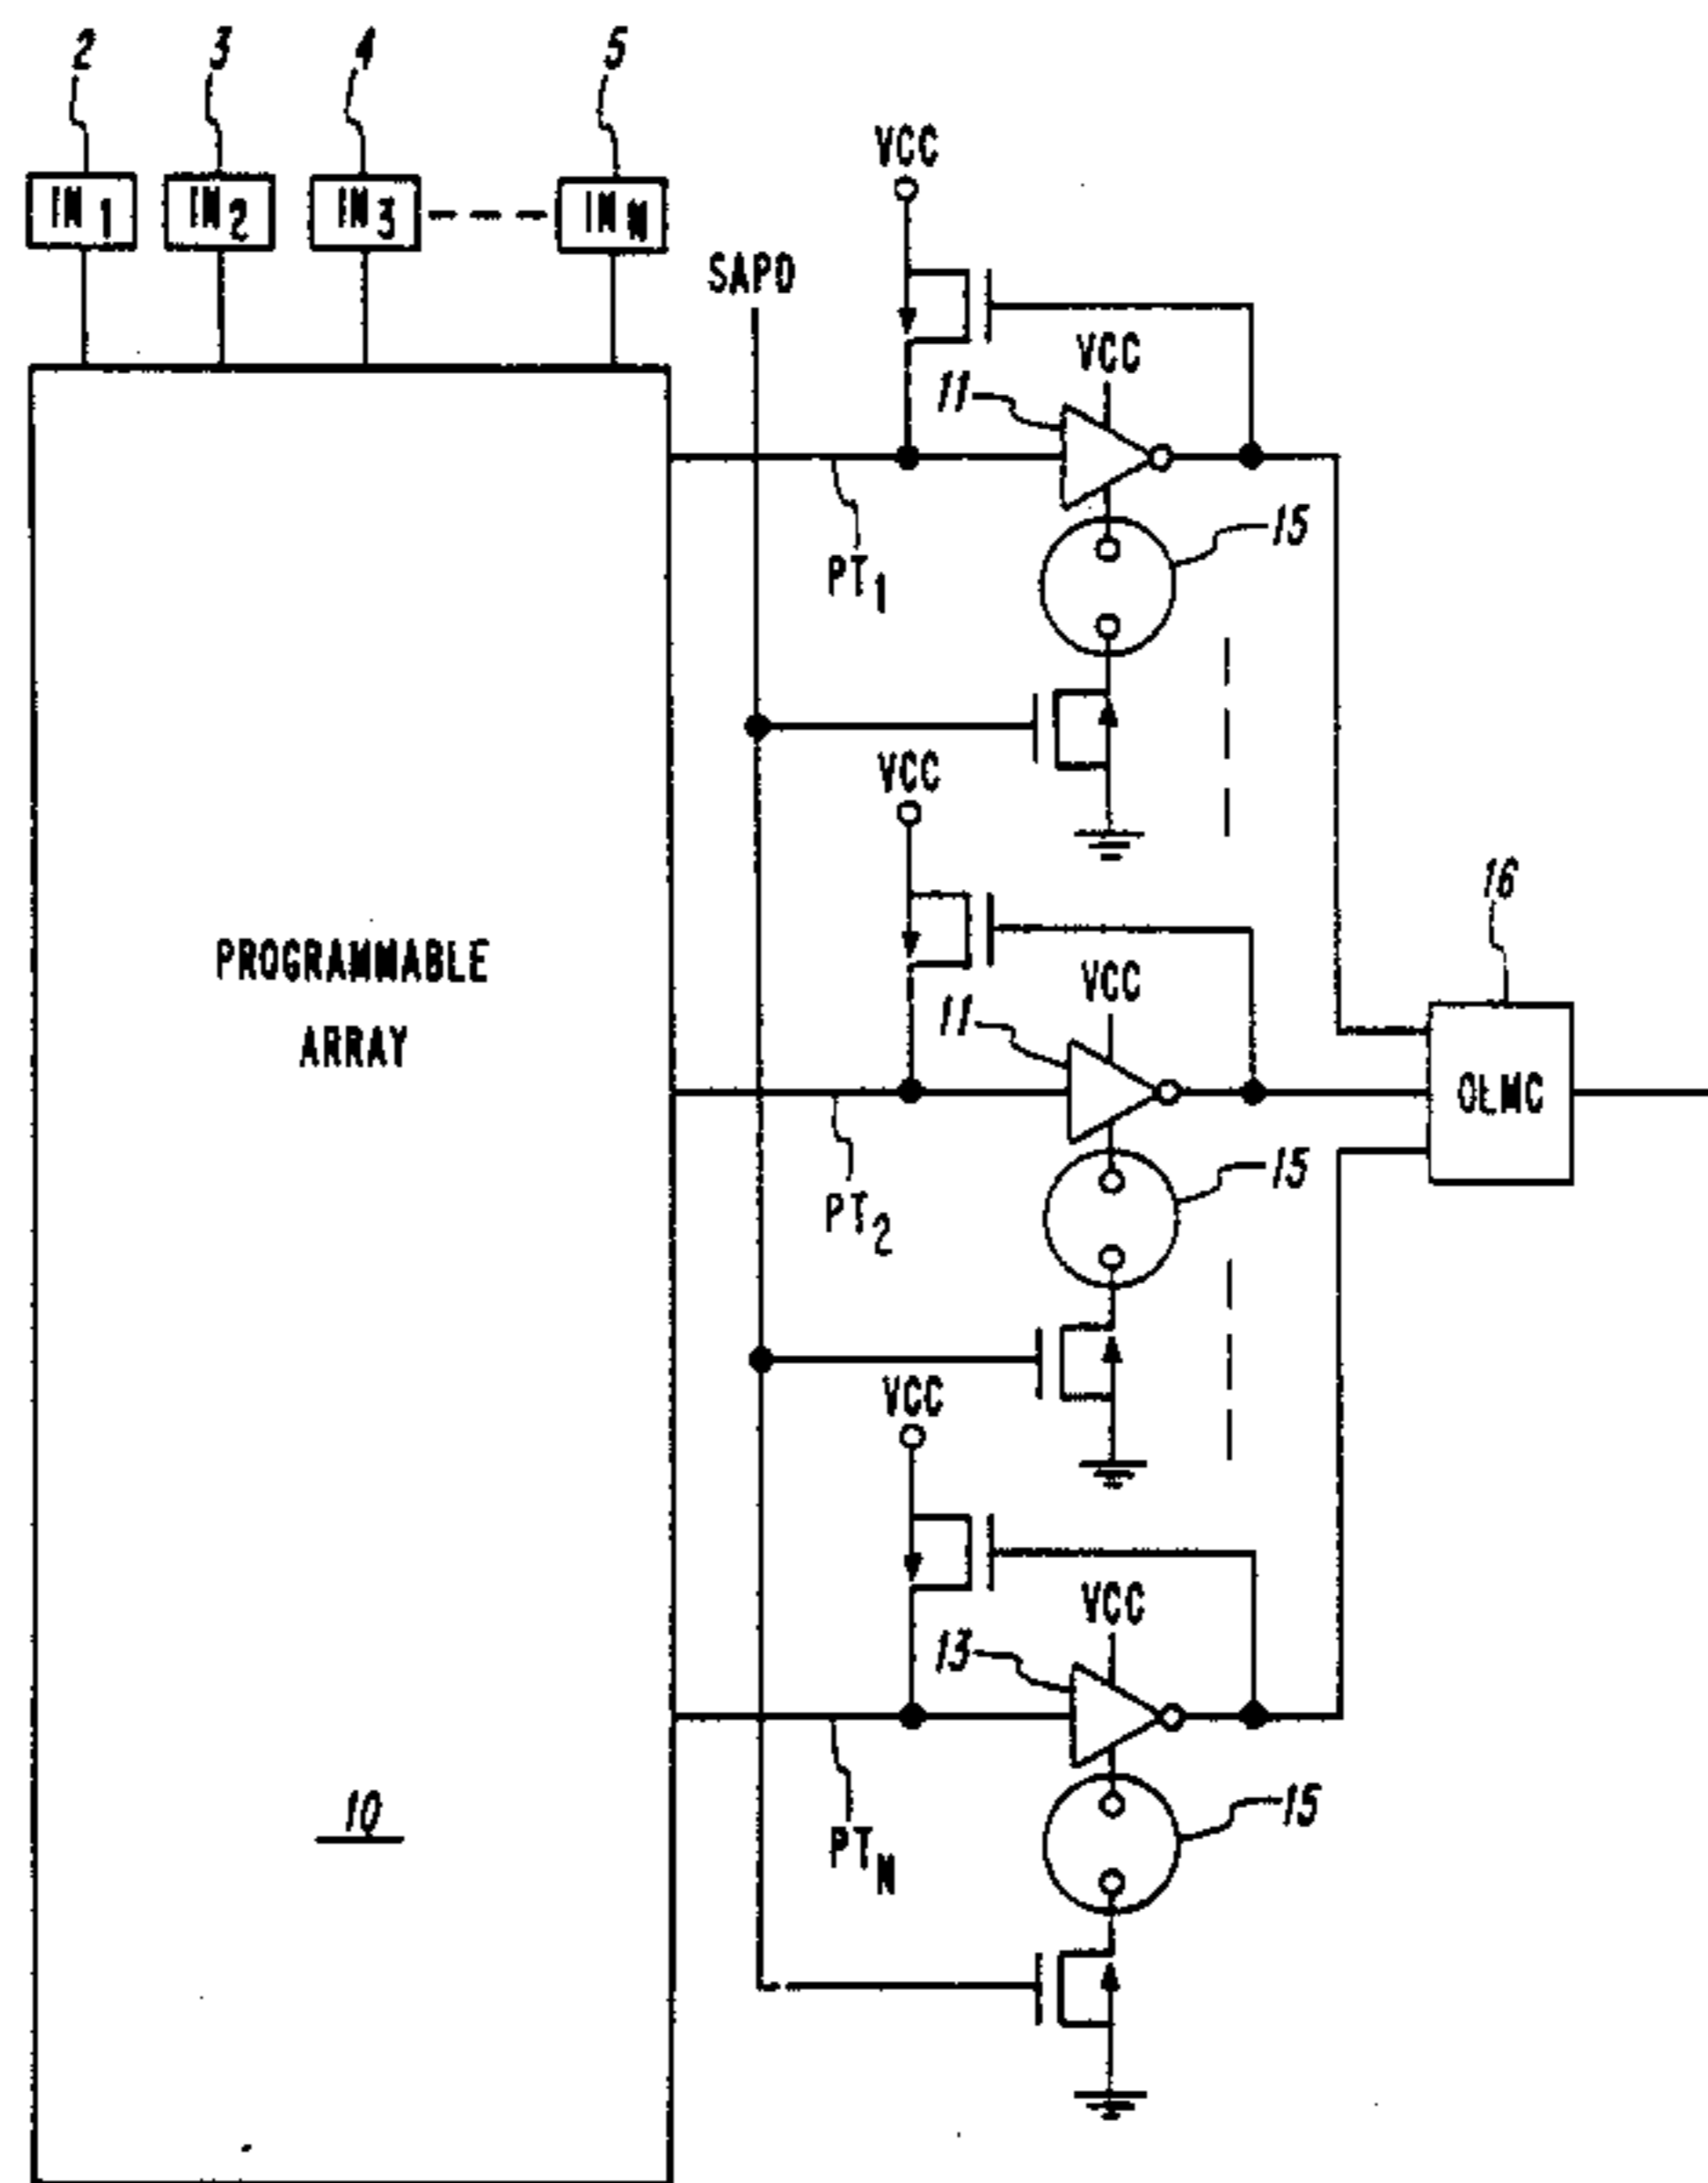 2 3 4 5
IN1 IN2 IN3 INN
VCC
SAPD
VCC
11
15
PT1
VCC
16
PROGRAMMABLE
ARRAY
VCC
11
OLMC
15
PT2
VCC
VCC
13
15
10
PTN